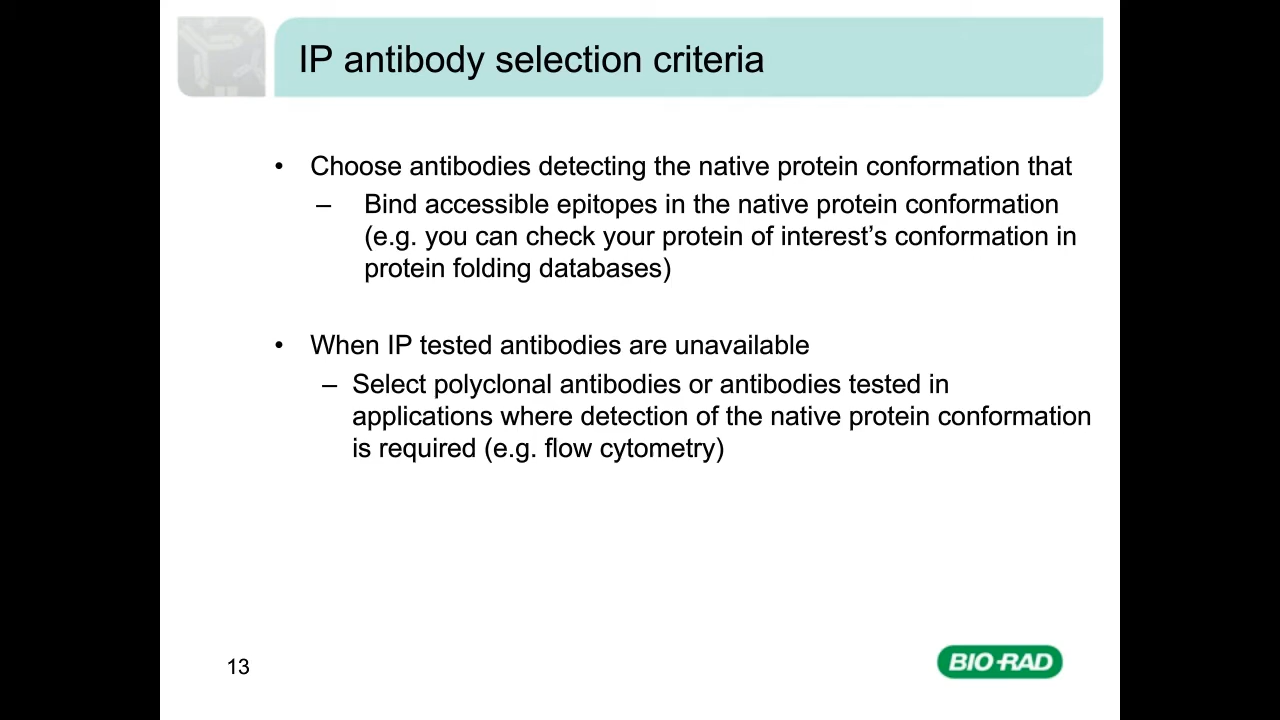 IP antibody selection criteria
• Choose antibodies detecting the native protein conformation that
– Bind accessible epitopes in the native protein conformation
(e.g. you can check your protein of interest’s conformation in
protein folding databases)
• When IP tested antibodies are unavailable
– Select polyclonal antibodies or antibodies tested in
applications where detection of the native protein conformation
is required (e.g. flow cytometry)
13
BIO-RAD